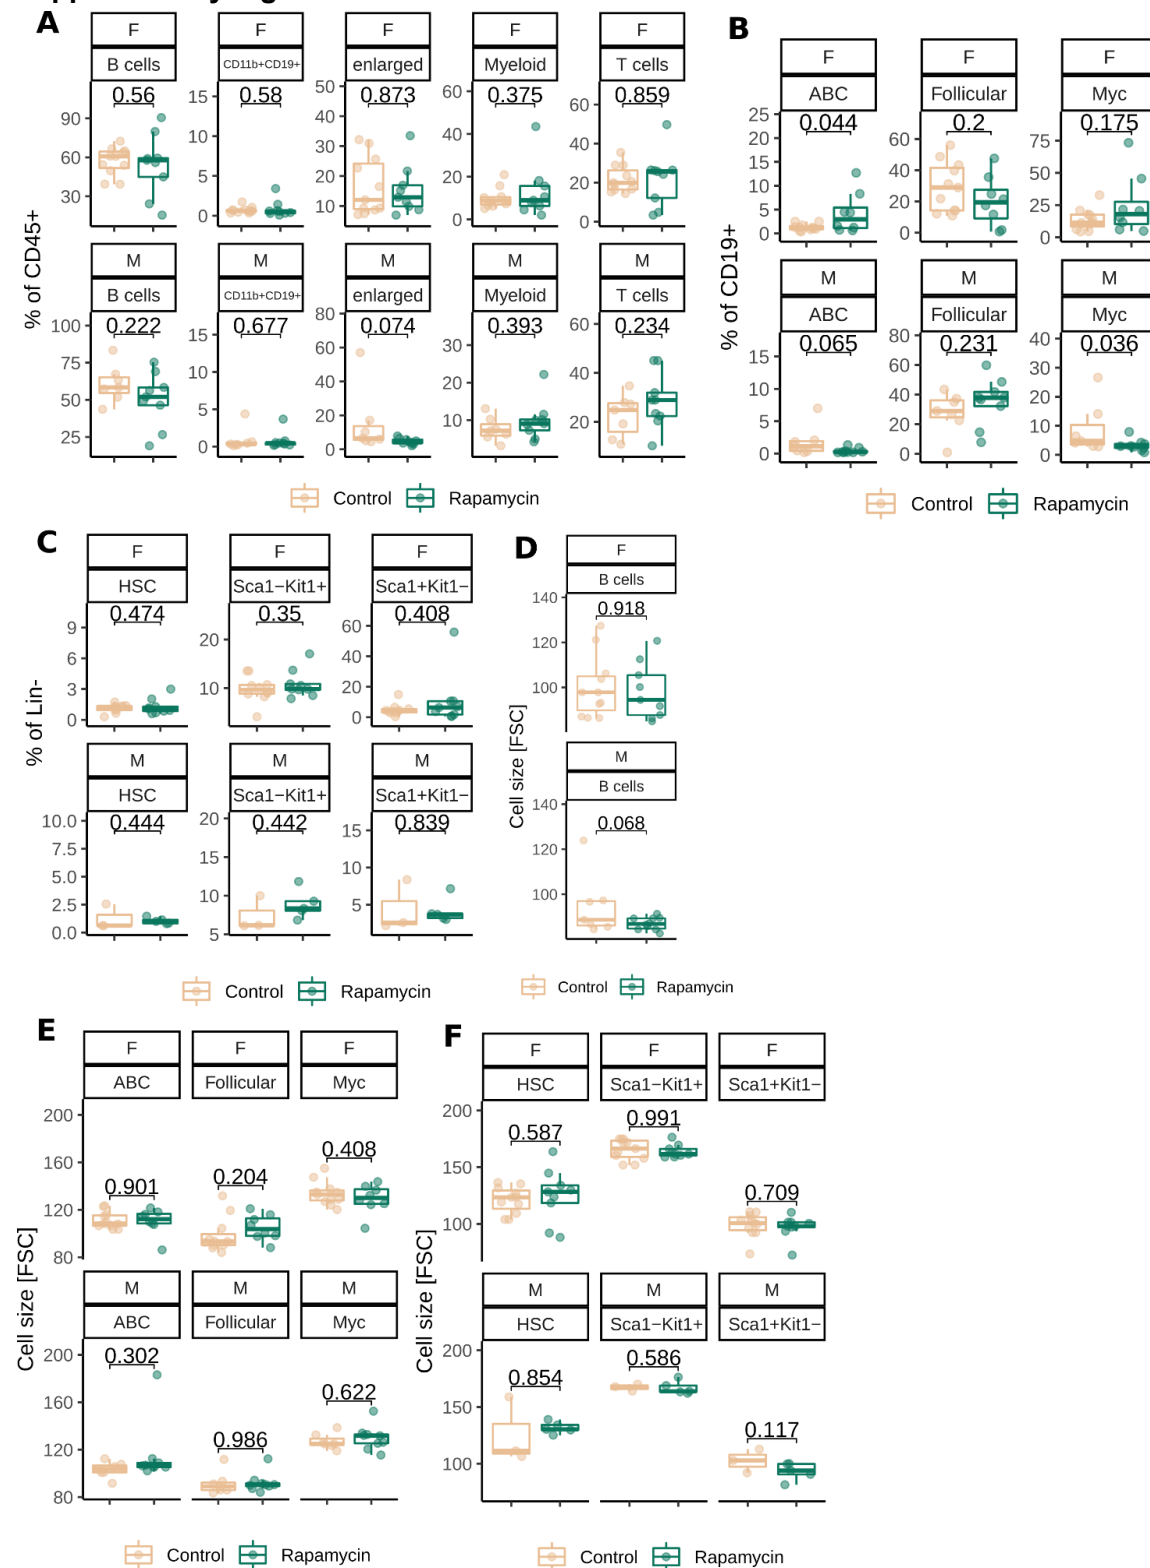 A
F F F F F
B cells CD11b+CD19+ enlarged Myeloid T cells
0.56 0.58 0.873 0.375 0.859
90 60 30
15 10 5 0
50 40 30 20 10
60 40 20 0
60 40 20 0
% of CD45+
M M M M M
B cells CD11b+CD19+ enlarged Myeloid T cells
0.222 0.677 0.074 0.393 0.234
100 75 50 25
15 10 5 0
80 60 40 20 0
30 20 10
60 40 20
Control Rapamycin
B
F F F
ABC Follicular Myc
0.044 0.2 0.175
25 20 15 10 5 0
60 40 20 0
75 50 25 0
% of CD19+
M M M
ABC Follicular Myc
0.065 0.231 0.036
15 10 5 0
80 60 40 20 0
40 30 20 10 0
Control Rapamycin
C
F F F
HSC Sca1−Kit1+ Sca1+Kit1−
0.474 0.35 0.408
9 6 3 0
20 10
60 40 20 0
% of Lin-
M M M
HSC Sca1−Kit1+ Sca1+Kit1−
0.444 0.442 0.839
10.0 7.5 5.0 2.5 0.0
20 15 10 5
15 10 5
Control Rapamycin
D
F
B cells
0.918
140 120 100
Cell size [FSC]
M
B cells
0.068
140 120 100
Control Rapamycin
E
F F F
ABC Follicular Myc
0.901 0.204 0.408
200 160 120 80
Cell size [FSC]
M M M
ABC Follicular Myc
0.302 0.986 0.622
200 160 120 80
Control Rapamycin
F
F F F
HSC Sca1−Kit1+ Sca1+Kit1−
0.587 0.991 0.709
200 150 100
Cell size [FSC]
M M M
HSC Sca1−Kit1+ Sca1+Kit1−
0.854 0.586 0.117
200 150 100
Control Rapamycin